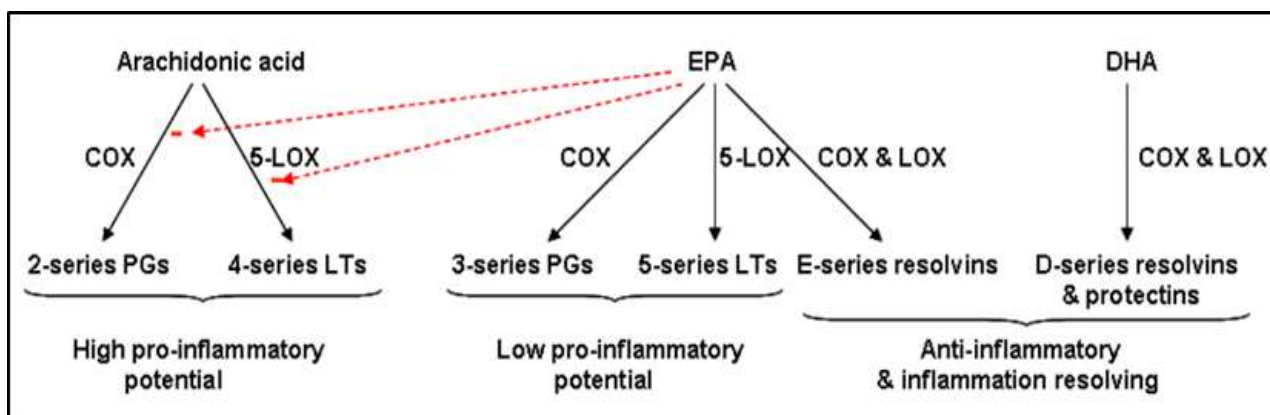 Arachidonic acid
EPA
DHA
COX
5-LOX
COX
5-LOX
COX & LOX
COX & LOX
2-series PGs
4-series LTs
3-series PGs
5-series LTs
E-series resolvins
D-series resolvins
& protectins
High pro-inflammatory
potential
Low pro-inflammatory
potential
Anti-inflammatory
& inflammation resolving